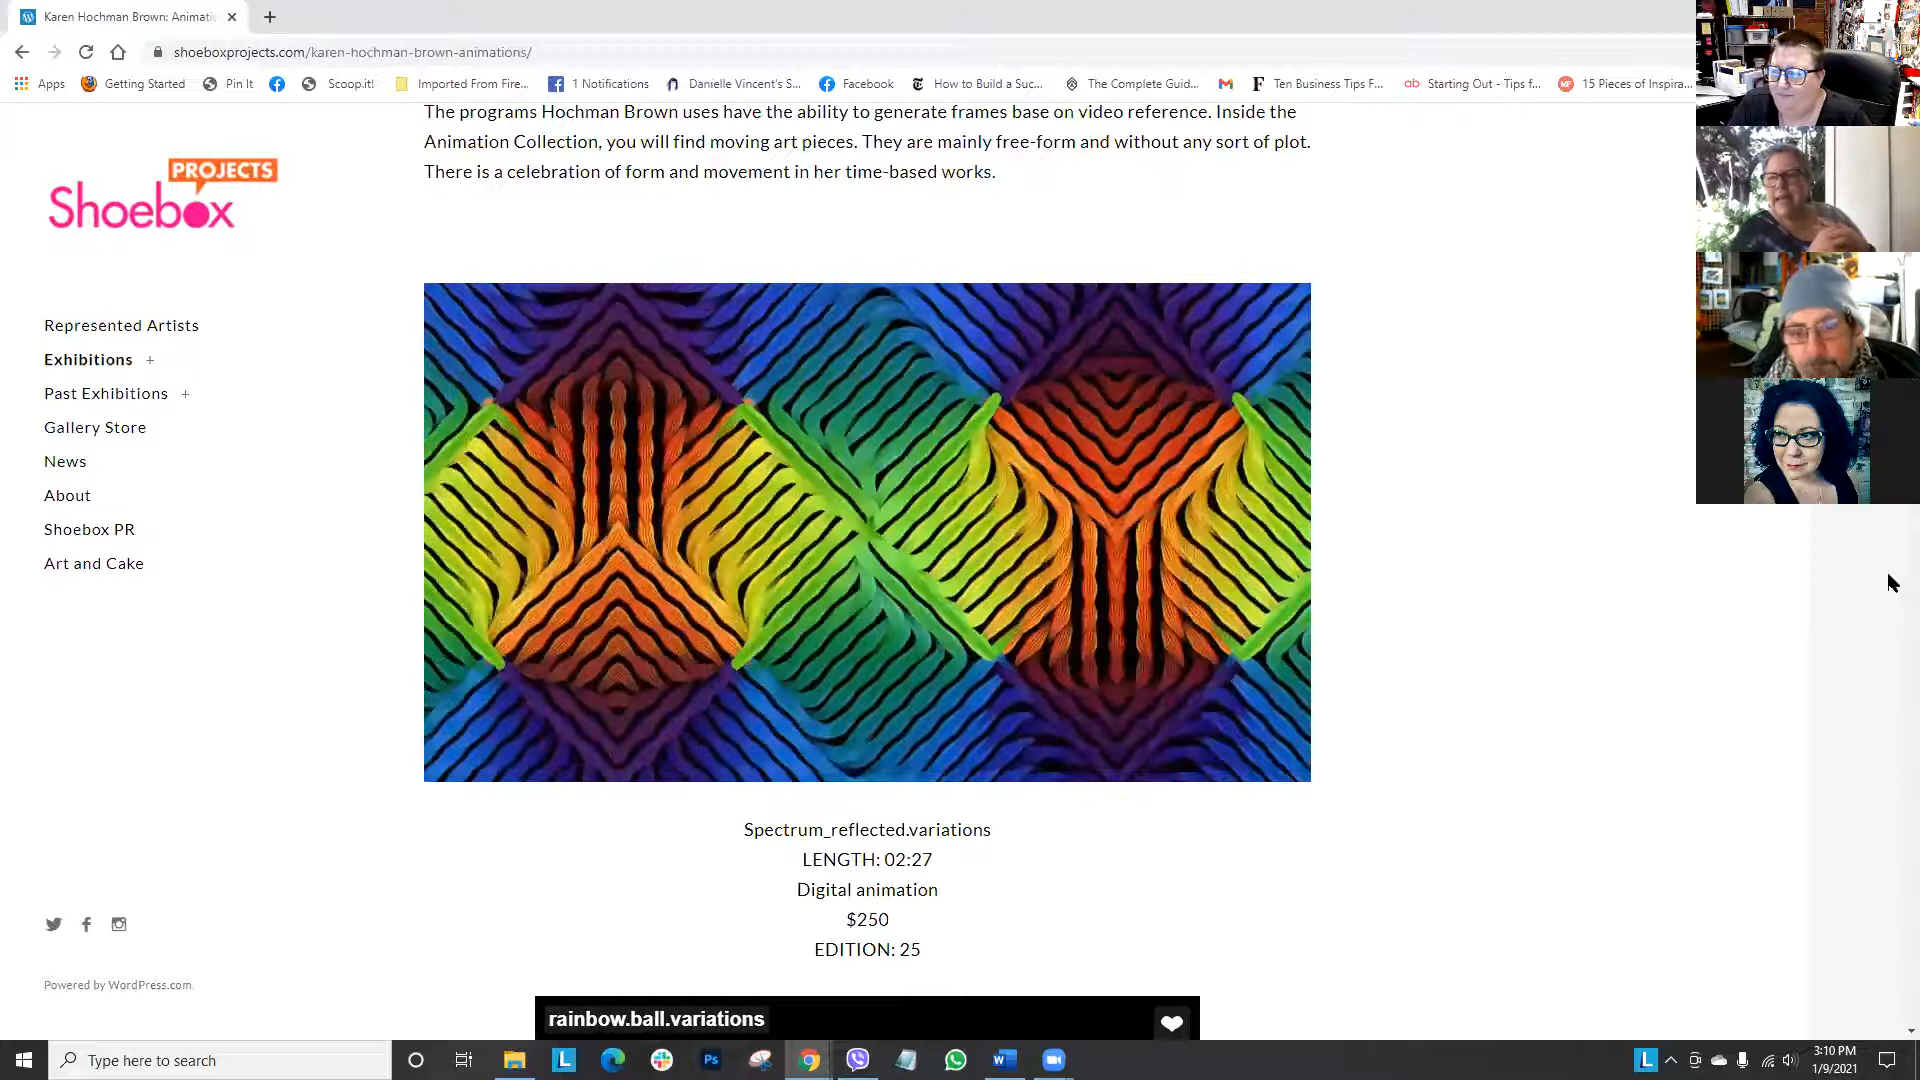 Karen Hochman Brown: Animatio
shoeboxprojects.com/karen-hochman-brown-animations/
Apps
Getting Started
Pin It
Scoop.it!
Imported From Fire...
1 Notifications
Danielle Vincent's S...
Facebook
How to Build a Suc...
The Complete Guid...
Ten Business Tips F...
Starting Out - Tips f...
15 Pieces of Inspira...
The programs Hochman Brown uses have the ability to generate frames base on video reference. Inside the
Animation Collection, you will find moving art pieces. They are mainly free-form and without any sort of plot.
There is a celebration of form and movement in her time-based works.
PROJECTS
Shoebox
Represented Artists
Exhibitions +
Past Exhibitions +
Gallery Store
News
About
Shoebox PR
Art and Cake
Spectrum_reflected.variations
LENGTH: 02:27
Digital animation
$250
EDITION: 25
Powered by WordPress.com.
rainbow.ball.variations
Type here to search
3:10 PM
1/9/2021